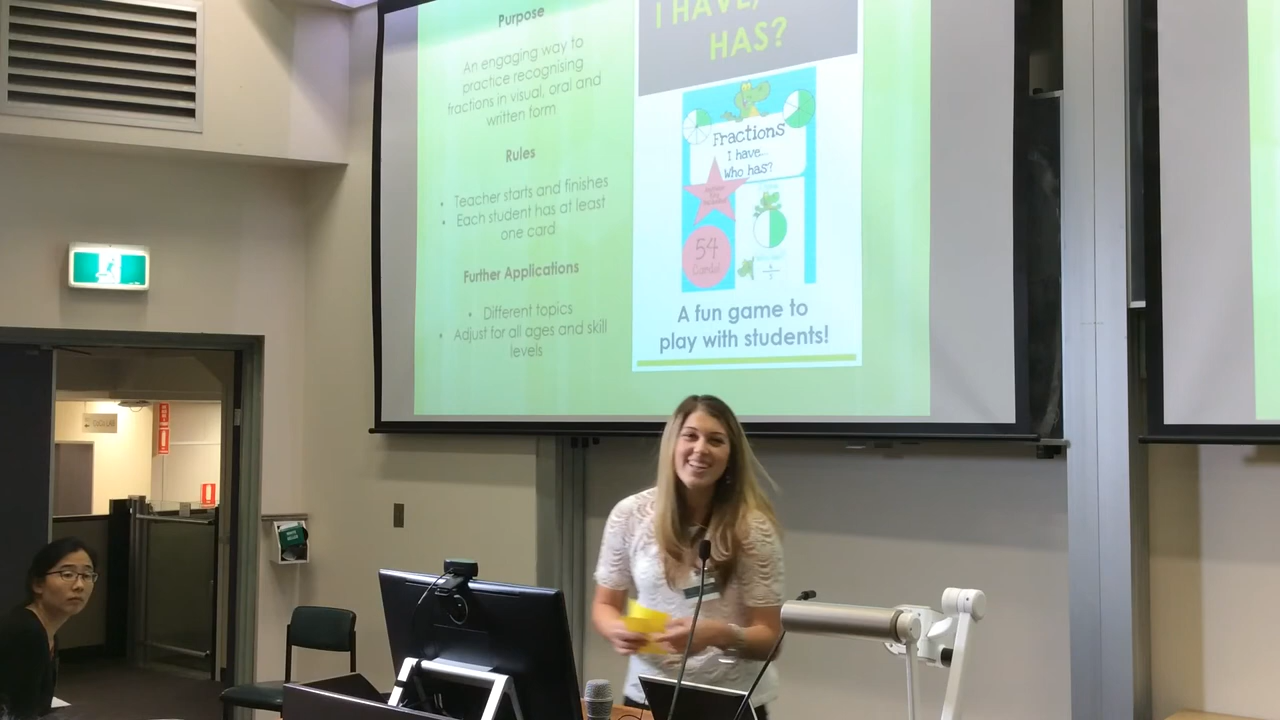 Purpose
An engaging way to
practice recognising
fractions in visual, oral and
written form
Rules
• Teacher starts and finishes
• Each student has at least
one card
Further Applications
• Different topics
• Adjust for all ages and skill
levels
I HAVE,
HAS?
Fractions
I have...
Who has?
54
Cards!
A fun game to
play with students!